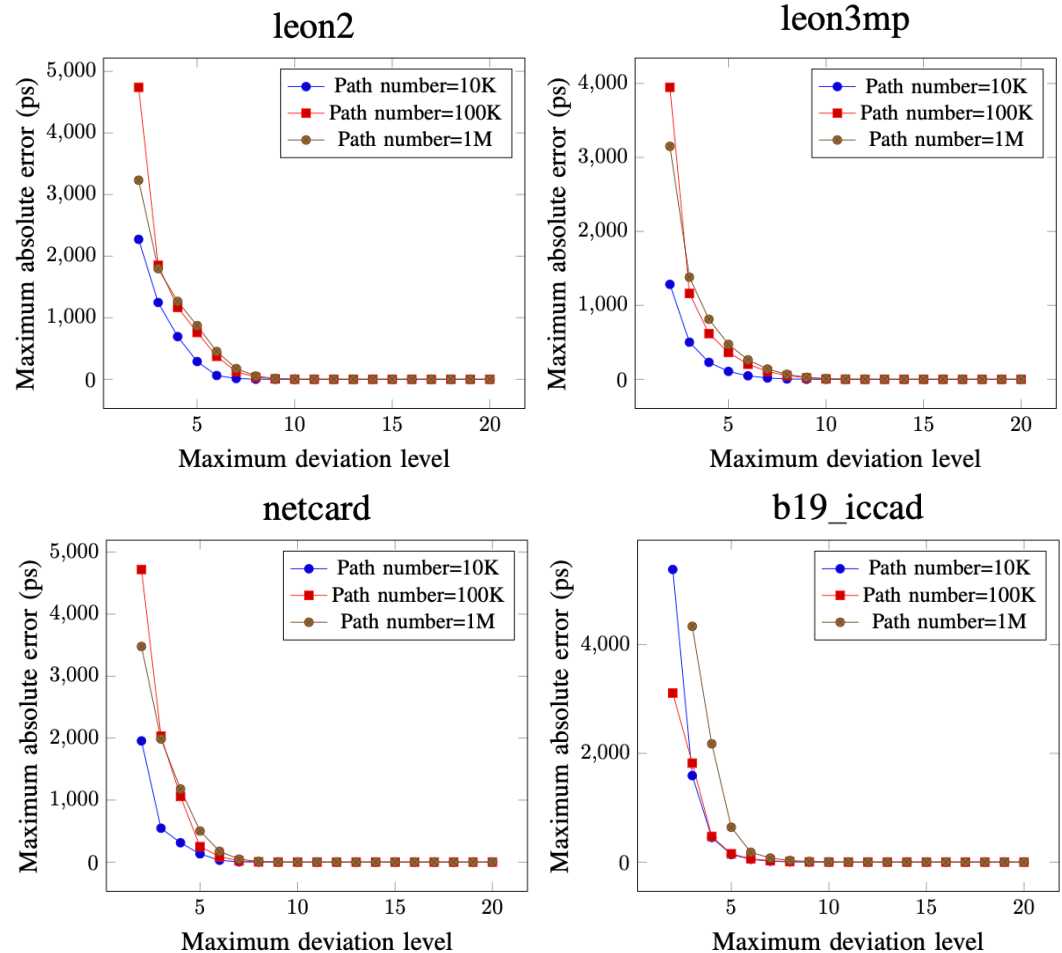 leon2
Maximum absolute error (ps)
5,000
4,000
3,000
2,000
1,000
0
Path number=10K
Path number=100K
Path number=1M
5
10
15
20
Maximum deviation level
leon3mp
Maximum absolute error (ps)
4,000
3,000
2,000
1,000
0
Path number=10K
Path number=100K
Path number=1M
5
10
15
20
Maximum deviation level
netcard
Maximum absolute error (ps)
5,000
4,000
3,000
2,000
1,000
0
Path number=10K
Path number=100K
Path number=1M
5
10
15
20
Maximum deviation level
b19_iccad
Maximum absolute error (ps)
4,000
2,000
0
Path number=10K
Path number=100K
Path number=1M
5
10
15
20
Maximum deviation level